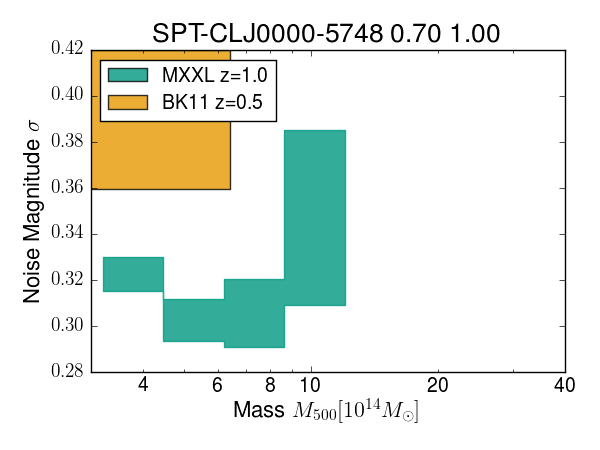 SPT-CLJ0000-5748 0.70 1.00
MXXL z=1.0
BK11 z=0.5
Noise Magnitude σ
0.42
0.40
0.38
0.36
0.34
0.32
0.30
0.28
4 6 8 10 20 40
Mass M₅₀₀[10¹⁴M☉]